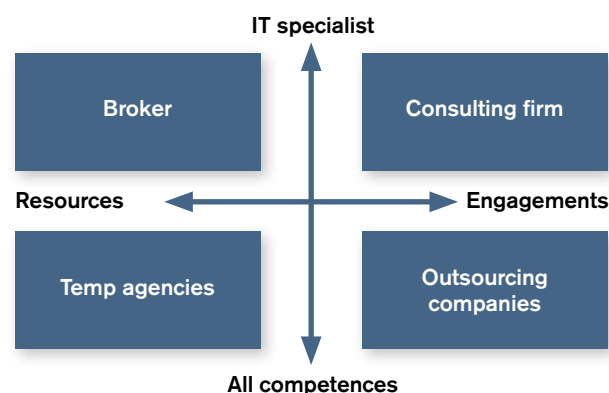 IT specialist
Broker
Consulting firm
Resources
Engagements
Temp agencies
Outsourcing
companies
All competences